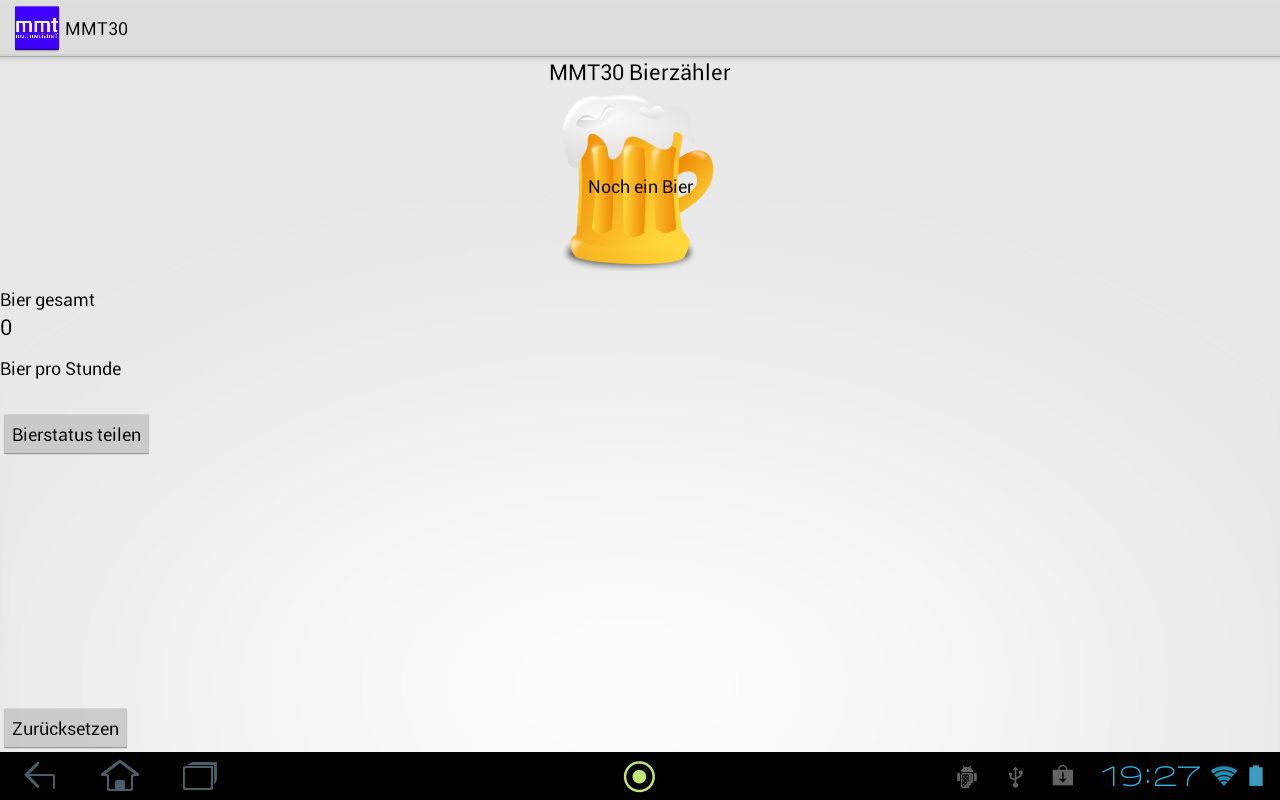 mmt
MMT30
MMT30 Bierzähler
Noch ein Bier
Bier gesamt
0
Bier pro Stunde
Bierstatus teilen
Zurücksetzen
19:27